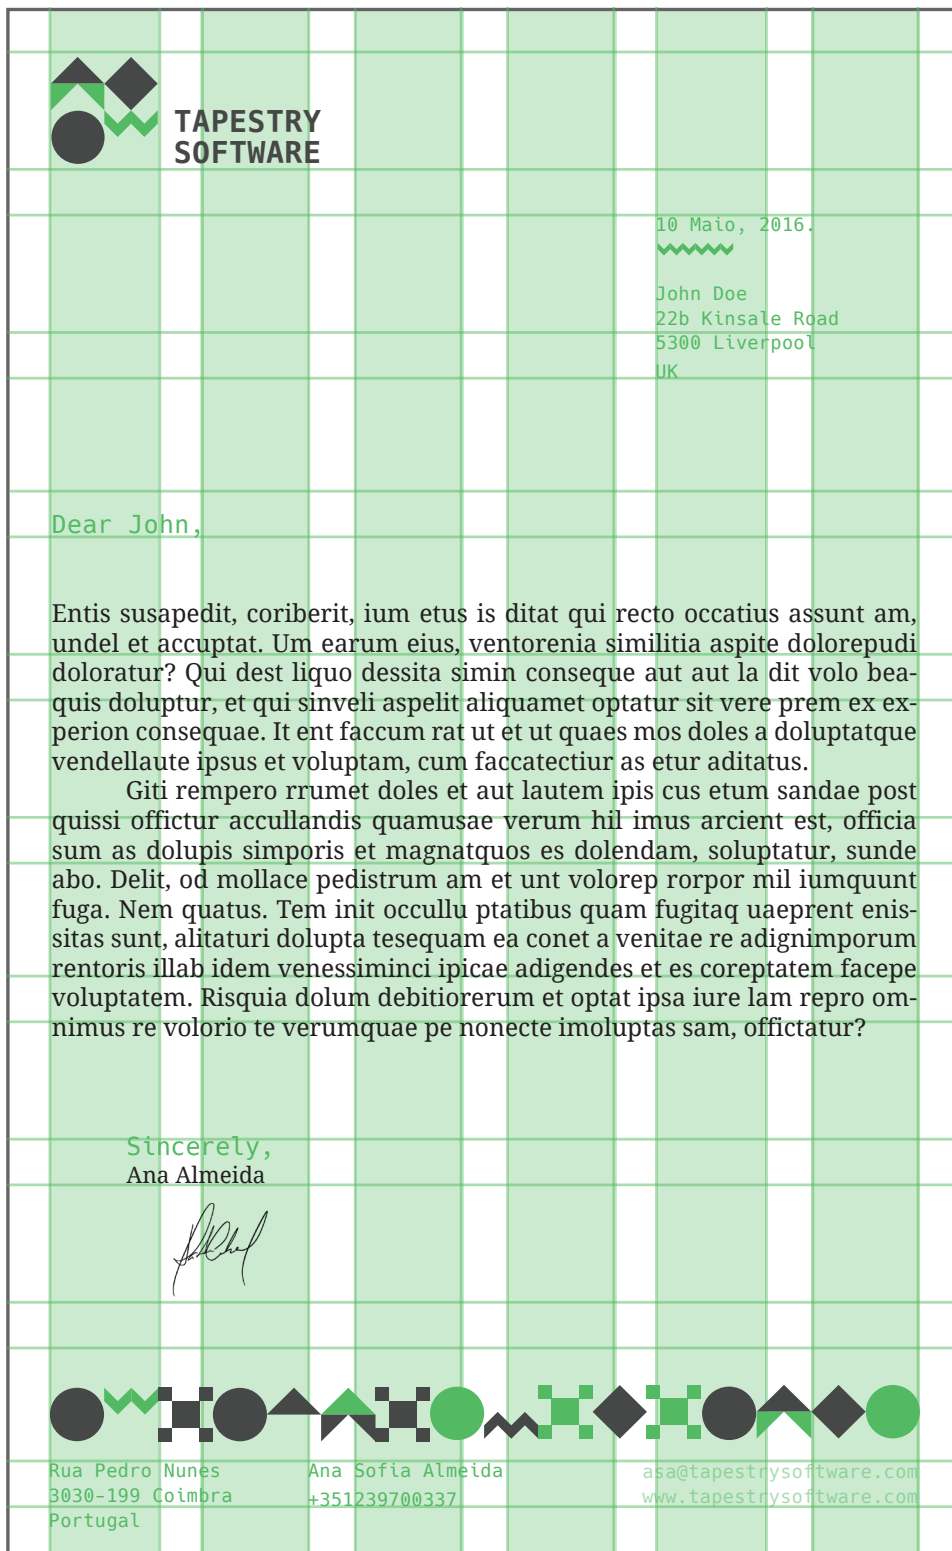 TAPESTRY
SOFTWARE
10 Maio, 2016.
John Doe
22b Kinsale Road
5300 Liverpool
UK
Dear John,
Entis susapedit, coriberit, ium etus is ditat qui recto occatius assunt am,
undel et accuptat. Um earum eius, ventorenia similitia aspite dolorepudi
doloratur? Qui dest liquo dessita simin conseque aut aut la dit volo bea-
quis doluptur, et qui sinveli aspelit aliquamet optatur sit vere prem ex ex-
perion consequae. It ent faccum rat ut et ut quaes mos doles a doluptatque
vendellaute ipsus et voluptam, cum faccatectiur as etur aditatus.
Giti rempero rrumet doles et aut lautem ipis cus etum sandae post
quissi offictur accullandis quamusae verum hil imus arcient est, officia
sum as dolupis simporis et magnatquos es dolendam, soluptatur, sunde
abo. Delit, od mollace pedistrum am et unt volorep rorpor mil iumquunt
fuga. Nem quatus. Tem init occullu ptatibus quam fugitaq uaeprent enis-
sitas sunt, alitaturi dolupta tesequam ea conet a venitae re adignimporum
rentoris illab idem venessiminci ipicae adigendes et es coreptatem facepe
voluptatem. Risquia dolum debitiorerum et optat ipsa iure lam repro om-
nimus re volorio te verumquae pe nonecte imoluptas sam, offictatur?
Sincerely,
Ana Almeida
Rua Pedro Nunes
3030-199 Coimbra
Portugal
Ana Sofia Almeida
+351239700337
asa@tapestrysoftware.com
www.tapestrysoftware.com